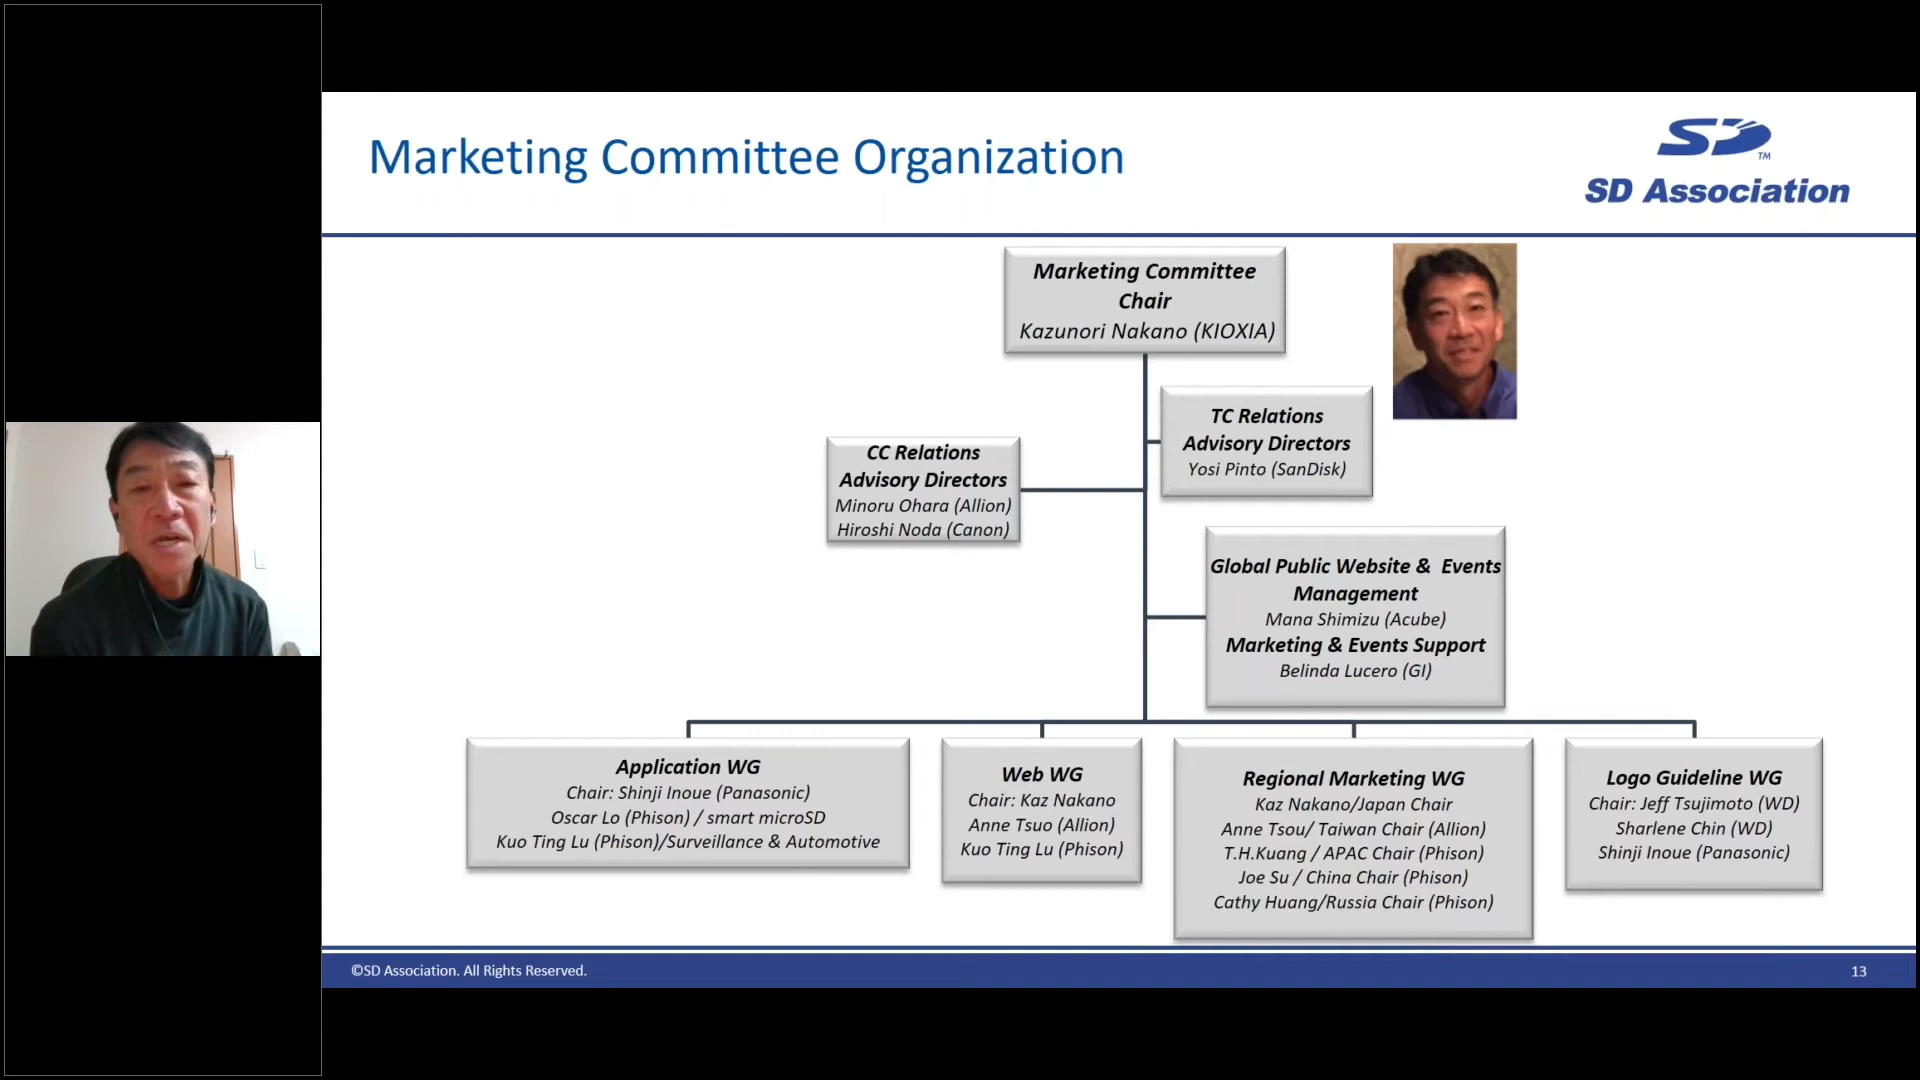 Marketing Committee Organization
SD
TM
SD Association
Marketing Committee
Chair
Kazunori Nakano (KIOXIA)
TC Relations
Advisory Directors
Yosi Pinto (SanDisk)
CC Relations
Advisory Directors
Minoru Ohara (Allion)
Hiroshi Noda (Canon)
Global Public Website & Events
Management
Mana Shimizu (Acube)
Marketing & Events Support
Belinda Lucero (GI)
Application WG
Chair: Shinji Inoue (Panasonic)
Oscar Lo (Phison) / smart microSD
Kuo Ting Lu (Phison)/Surveillance & Automotive
Web WG
Chair: Kaz Nakano
Anne Tsuo (Allion)
Kuo Ting Lu (Phison)
Regional Marketing WG
Kaz Nakano/Japan Chair
Anne Tsou/ Taiwan Chair (Allion)
T.H.Kuang / APAC Chair (Phison)
Joe Su / China Chair (Phison)
Cathy Huang/Russia Chair (Phison)
Logo Guideline WG
Chair: Jeff Tsujimoto (WD)
Sharlene Chin (WD)
Shinji Inoue (Panasonic)
©SD Association. All Rights Reserved.
13